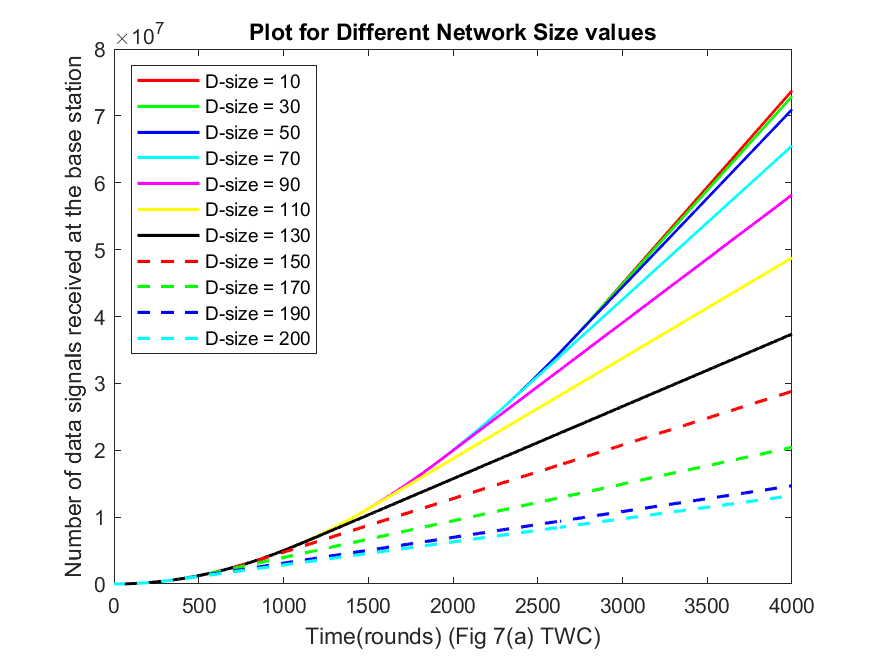 Plot for Different Network Size values
×10^7
8
7
6
5
4
3
2
1
0
Number of data signals received at the base station
D-size = 10
D-size = 30
D-size = 50
D-size = 70
D-size = 90
D-size = 110
D-size = 130
D-size = 150
D-size = 170
D-size = 190
D-size = 200
0 500 1000 1500 2000 2500 3000 3500 4000
Time(rounds) (Fig 7(a) TWC)